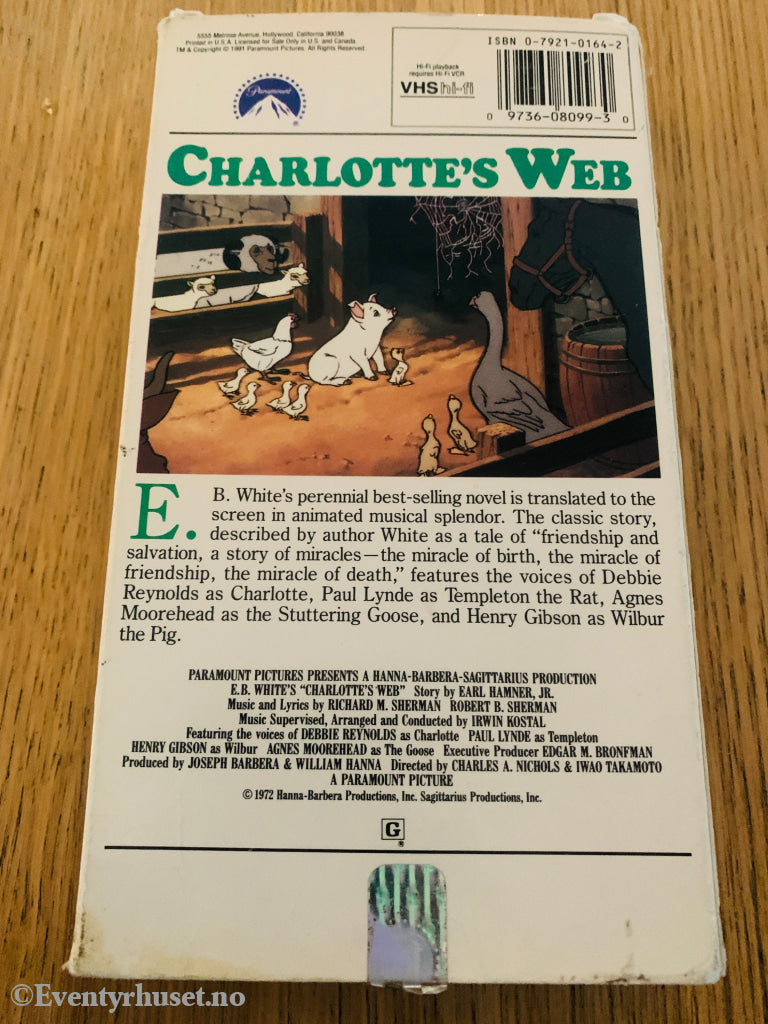 5555 Melrose Avenue, Hollywood, California 90038
Printed in U.S.A. Licensed for Sale Only in U.S. and Canada.
TM & Copyright © 1991 Paramount Pictures. All Rights Reserved.
Paramount
Hi-Fi playback
requires Hi-Fi VCR
VHS hi-fi
ISBN 0-7921-0164-2
0 9736-08099-3 0
CHARLOTTE'S WEB
E. B. White's perennial best-selling novel is translated to the
screen in animated musical splendor. The classic story,
described by author White as a tale of "friendship and
salvation, a story of miracles—the miracle of birth, the miracle of
friendship, the miracle of death," features the voices of Debbie
Reynolds as Charlotte, Paul Lynde as Templeton the Rat, Agnes
Moorehead as the Stuttering Goose, and Henry Gibson as Wilbur
the Pig.
PARAMOUNT PICTURES PRESENTS A HANNA-BARBERA-SAGITTARIUS PRODUCTION
E.B. WHITE'S "CHARLOTTE'S WEB" Story by EARL HAMNER, JR.
Music and Lyrics by RICHARD M. SHERMAN ROBERT B. SHERMAN
Music Supervised, Arranged and Conducted by IRWIN KOSTAL
Featuring the voices of DEBBIE REYNOLDS as Charlotte PAUL LYNDE as Templeton
HENRY GIBSON as Wilbur AGNES MOOREHEAD as The Goose Executive Producer EDGAR M. BRONFMAN
Produced by JOSEPH BARBERA & WILLIAM HANNA Directed by CHARLES A. NICHOLS & IWAO TAKAMOTO
A PARAMOUNT PICTURE
© 1972 Hanna-Barbera Productions, Inc. Sagittarius Productions, Inc.
G
®
©Eventyrhuset.no